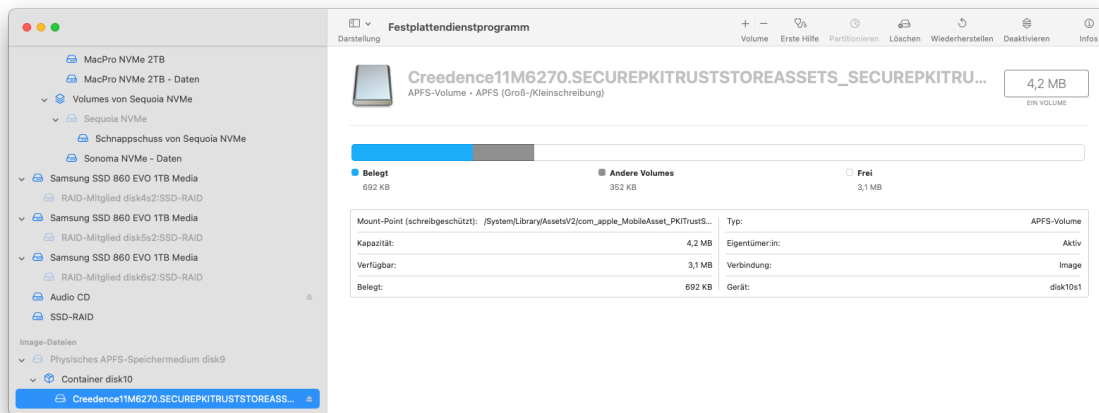 MacPro NVMe 2TB
MacPro NVMe 2TB - Daten
Volumes von Sequoia NVMe
Sequoia NVMe
Schnappschuss von Sequoia NVMe
Sonoma NVMe - Daten
Samsung SSD 860 EVO 1TB Media
RAID-Mitglied disk4s2:SSD-RAID
Samsung SSD 860 EVO 1TB Media
RAID-Mitglied disk5s2:SSD-RAID
Samsung SSD 860 EVO 1TB Media
RAID-Mitglied disk6s2:SSD-RAID
Audio CD
SSD-RAID
Image-Dateien
Physisches APFS-Speichermedium disk9
Container disk10
Creedence11M6270.SECUREPKITRUSTSTOREASS...
Festplattendienstprogramm
Darstellung
Volume Erste Hilfe Partitionieren Löschen Wiederherstellen Deaktivieren Infos
Creedence11M6270.SECUREPKITRUSTSTOREASSETS_SECUREPKITRU...
APFS-Volume • APFS (Groß-/Kleinschreibung)
4,2 MB
EIN VOLUME
Belegt Andere Volumes Frei
692 KB 352 KB 3,1 MB
Mount-Point (schreibgeschützt): /System/Library/AssetsV2/com_apple_MobileAsset_PKITrustS...
Kapazität: 4,2 MB
Verfügbar: 3,1 MB
Belegt: 692 KB
Typ: APFS-Volume
Eigentümer:in: Aktiv
Verbindung: Image
Gerät: disk10s1